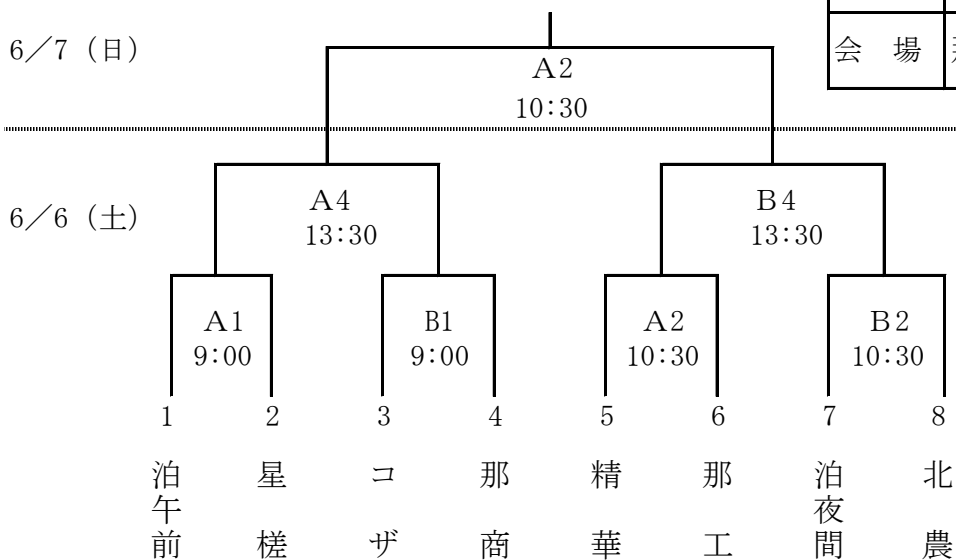 6／7（日）
会　場
A2
10:30
6／6（土）
A4
13:30
B4
13:30
A1
9:00
B1
9:00
A2
10:30
B2
10:30
1 2 3 4 5 6 7 8
泊午前
星槎
コザ
那商
精華
那工
泊夜間
北農